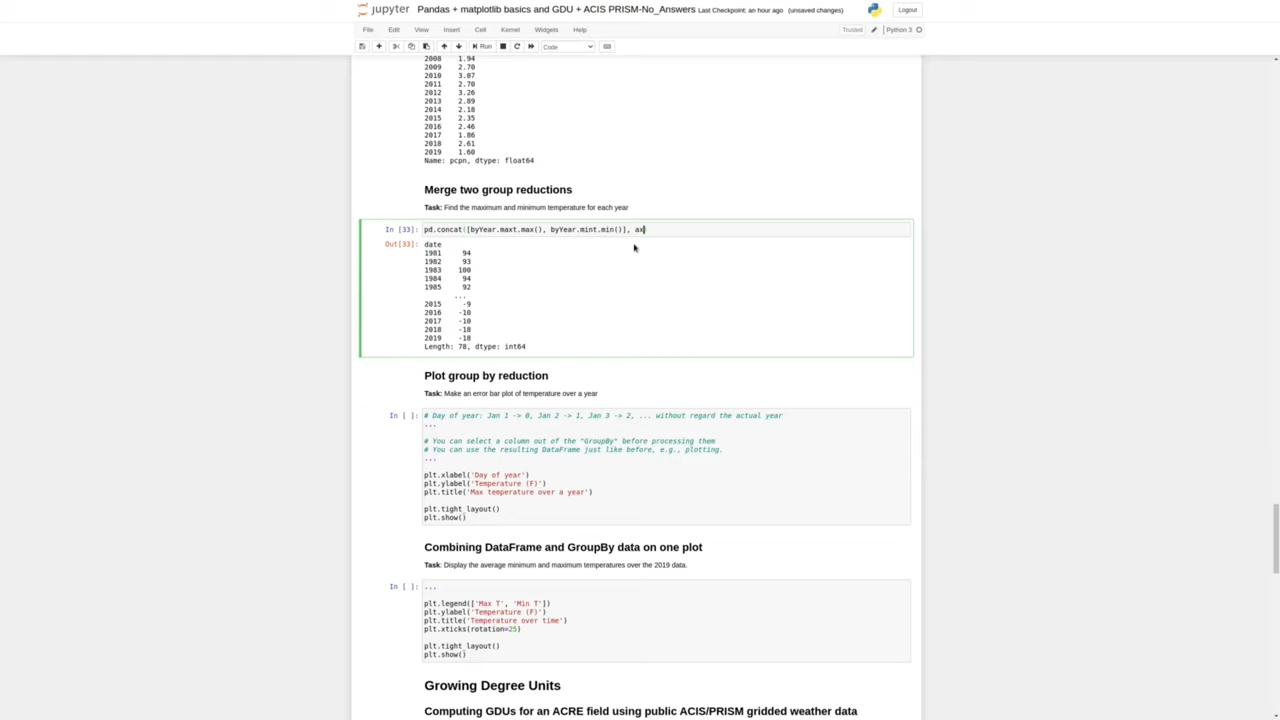 jupyter Pandas + matplotlib basics and GDU + ACIS PRISM-No_Answers Last Checkpoint: an hour ago (unsaved changes)
Logout
File Edit View Insert Cell Kernel Widgets Help
Trusted Python 3
Run Code
2008 1.94
2009 2.70
2010 3.07
2011 2.70
2012 3.26
2013 2.89
2014 2.18
2015 2.35
2016 2.46
2017 1.86
2018 2.61
2019 1.60
Name: pcpn, dtype: float64
Merge two group reductions
Task: Find the maximum and minimum temperature for each year
In [33]: pd.concat([byYear.maxt.max(), byYear.mint.min()], ax
Out[33]: date
1981 94
1982 93
1983 100
1984 94
1985 92
...
2015 -9
2016 -10
2017 -10
2018 -18
2019 -18
Length: 78, dtype: int64
Plot group by reduction
Task: Make an error bar plot of temperature over a year
In [ ]: # Day of year: Jan 1 -> 0, Jan 2 -> 1, Jan 3 -> 2, ... without regard the actual year
...
# You can select a column out of the "GroupBy" before processing them
# You can use the resulting DataFrame just like before, e.g., plotting.
...
plt.xlabel('Day of year')
plt.ylabel('Temperature (F)')
plt.title('Max temperature over a year')
plt.tight_layout()
plt.show()
Combining DataFrame and GroupBy data on one plot
Task: Display the average minimum and maximum temperatures over the 2019 data.
In [ ]: ...
plt.legend(['Max T', 'Min T'])
plt.ylabel('Temperature (F)')
plt.title('Temperature over time')
plt.xticks(rotation=25)
plt.tight_layout()
plt.show()
Growing Degree Units
Computing GDUs for an ACRE field using public ACIS/PRISM gridded weather data